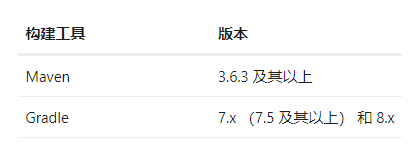 构建工具 版本
Maven 3.6.3 及其以上
Gradle 7.x （7.5 及其以上） 和 8.x